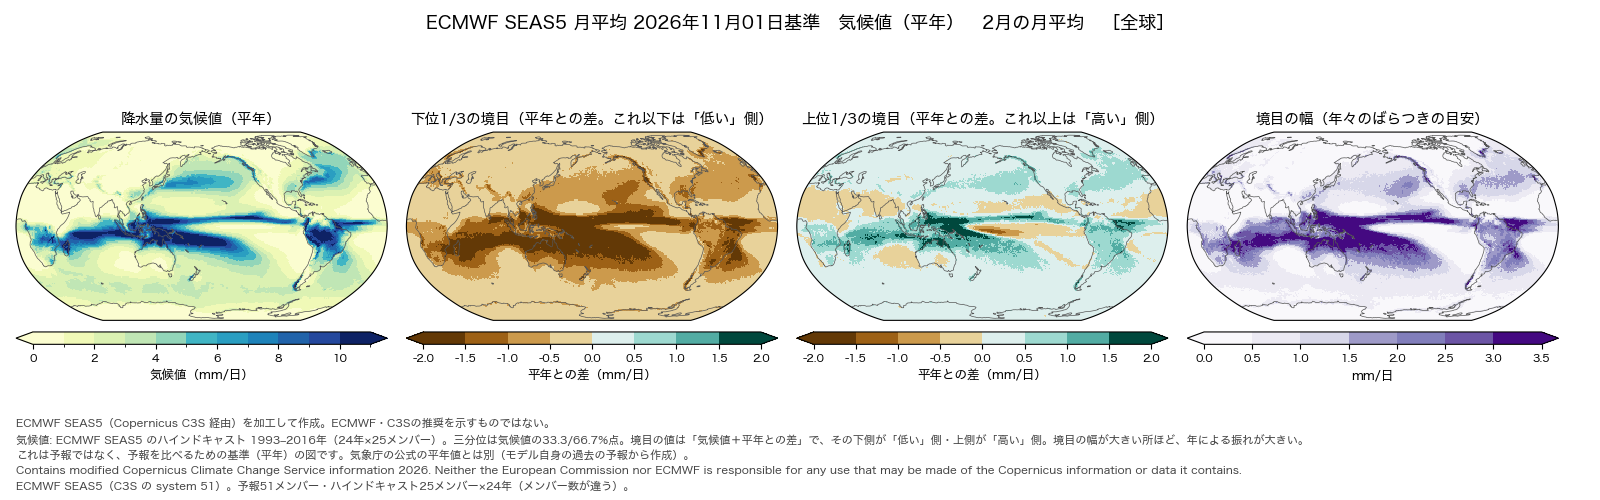 ECMWF SEAS5 月平均 2026年11月01日基準　気候値（平年）　2月の月平均　［全球］
降水量の気候値（平年）
下位1/3の境目（平年との差。これ以下は「低い」側）
上位1/3の境目（平年との差。これ以上は「高い」側）
境目の幅（年々のばらつきの目安）
0 2 4 6 8 10
-2.0 -1.5 -1.0 -0.5 0.0 0.5 1.0 1.5 2.0
-2.0 -1.5 -1.0 -0.5 0.0 0.5 1.0 1.5 2.0
0.0 0.5 1.0 1.5 2.0 2.5 3.0 3.5
気候値（mm/日）
平年との差（mm/日）
平年との差（mm/日）
mm/日
ECMWF SEAS5（Copernicus C3S 経由）を加工して作成。ECMWF・C3Sの推奨を示すものではない。
気候値: ECMWF SEAS5 のハインドキャスト 1993–2016年（24年×25メンバー）。三分位は気候値の33.3/66.7%点。境目の値は「気候値＋平年との差」で、その下側が「低い」側・上側が「高い」側。境目の幅が大きい所ほど、年による振れが大きい。
これは予報ではなく、予報を比べるための基準（平年）の図です。気象庁の公式の平年値とは別（モデル自身の過去の予報から作成）。
Contains modified Copernicus Climate Change Service information 2026. Neither the European Commission nor ECMWF is responsible for any use that may be made of the Copernicus information or data it contains.
ECMWF SEAS5（C3S の system 51）。予報51メンバー・ハインドキャスト25メンバー×24年（メンバー数が違う）。